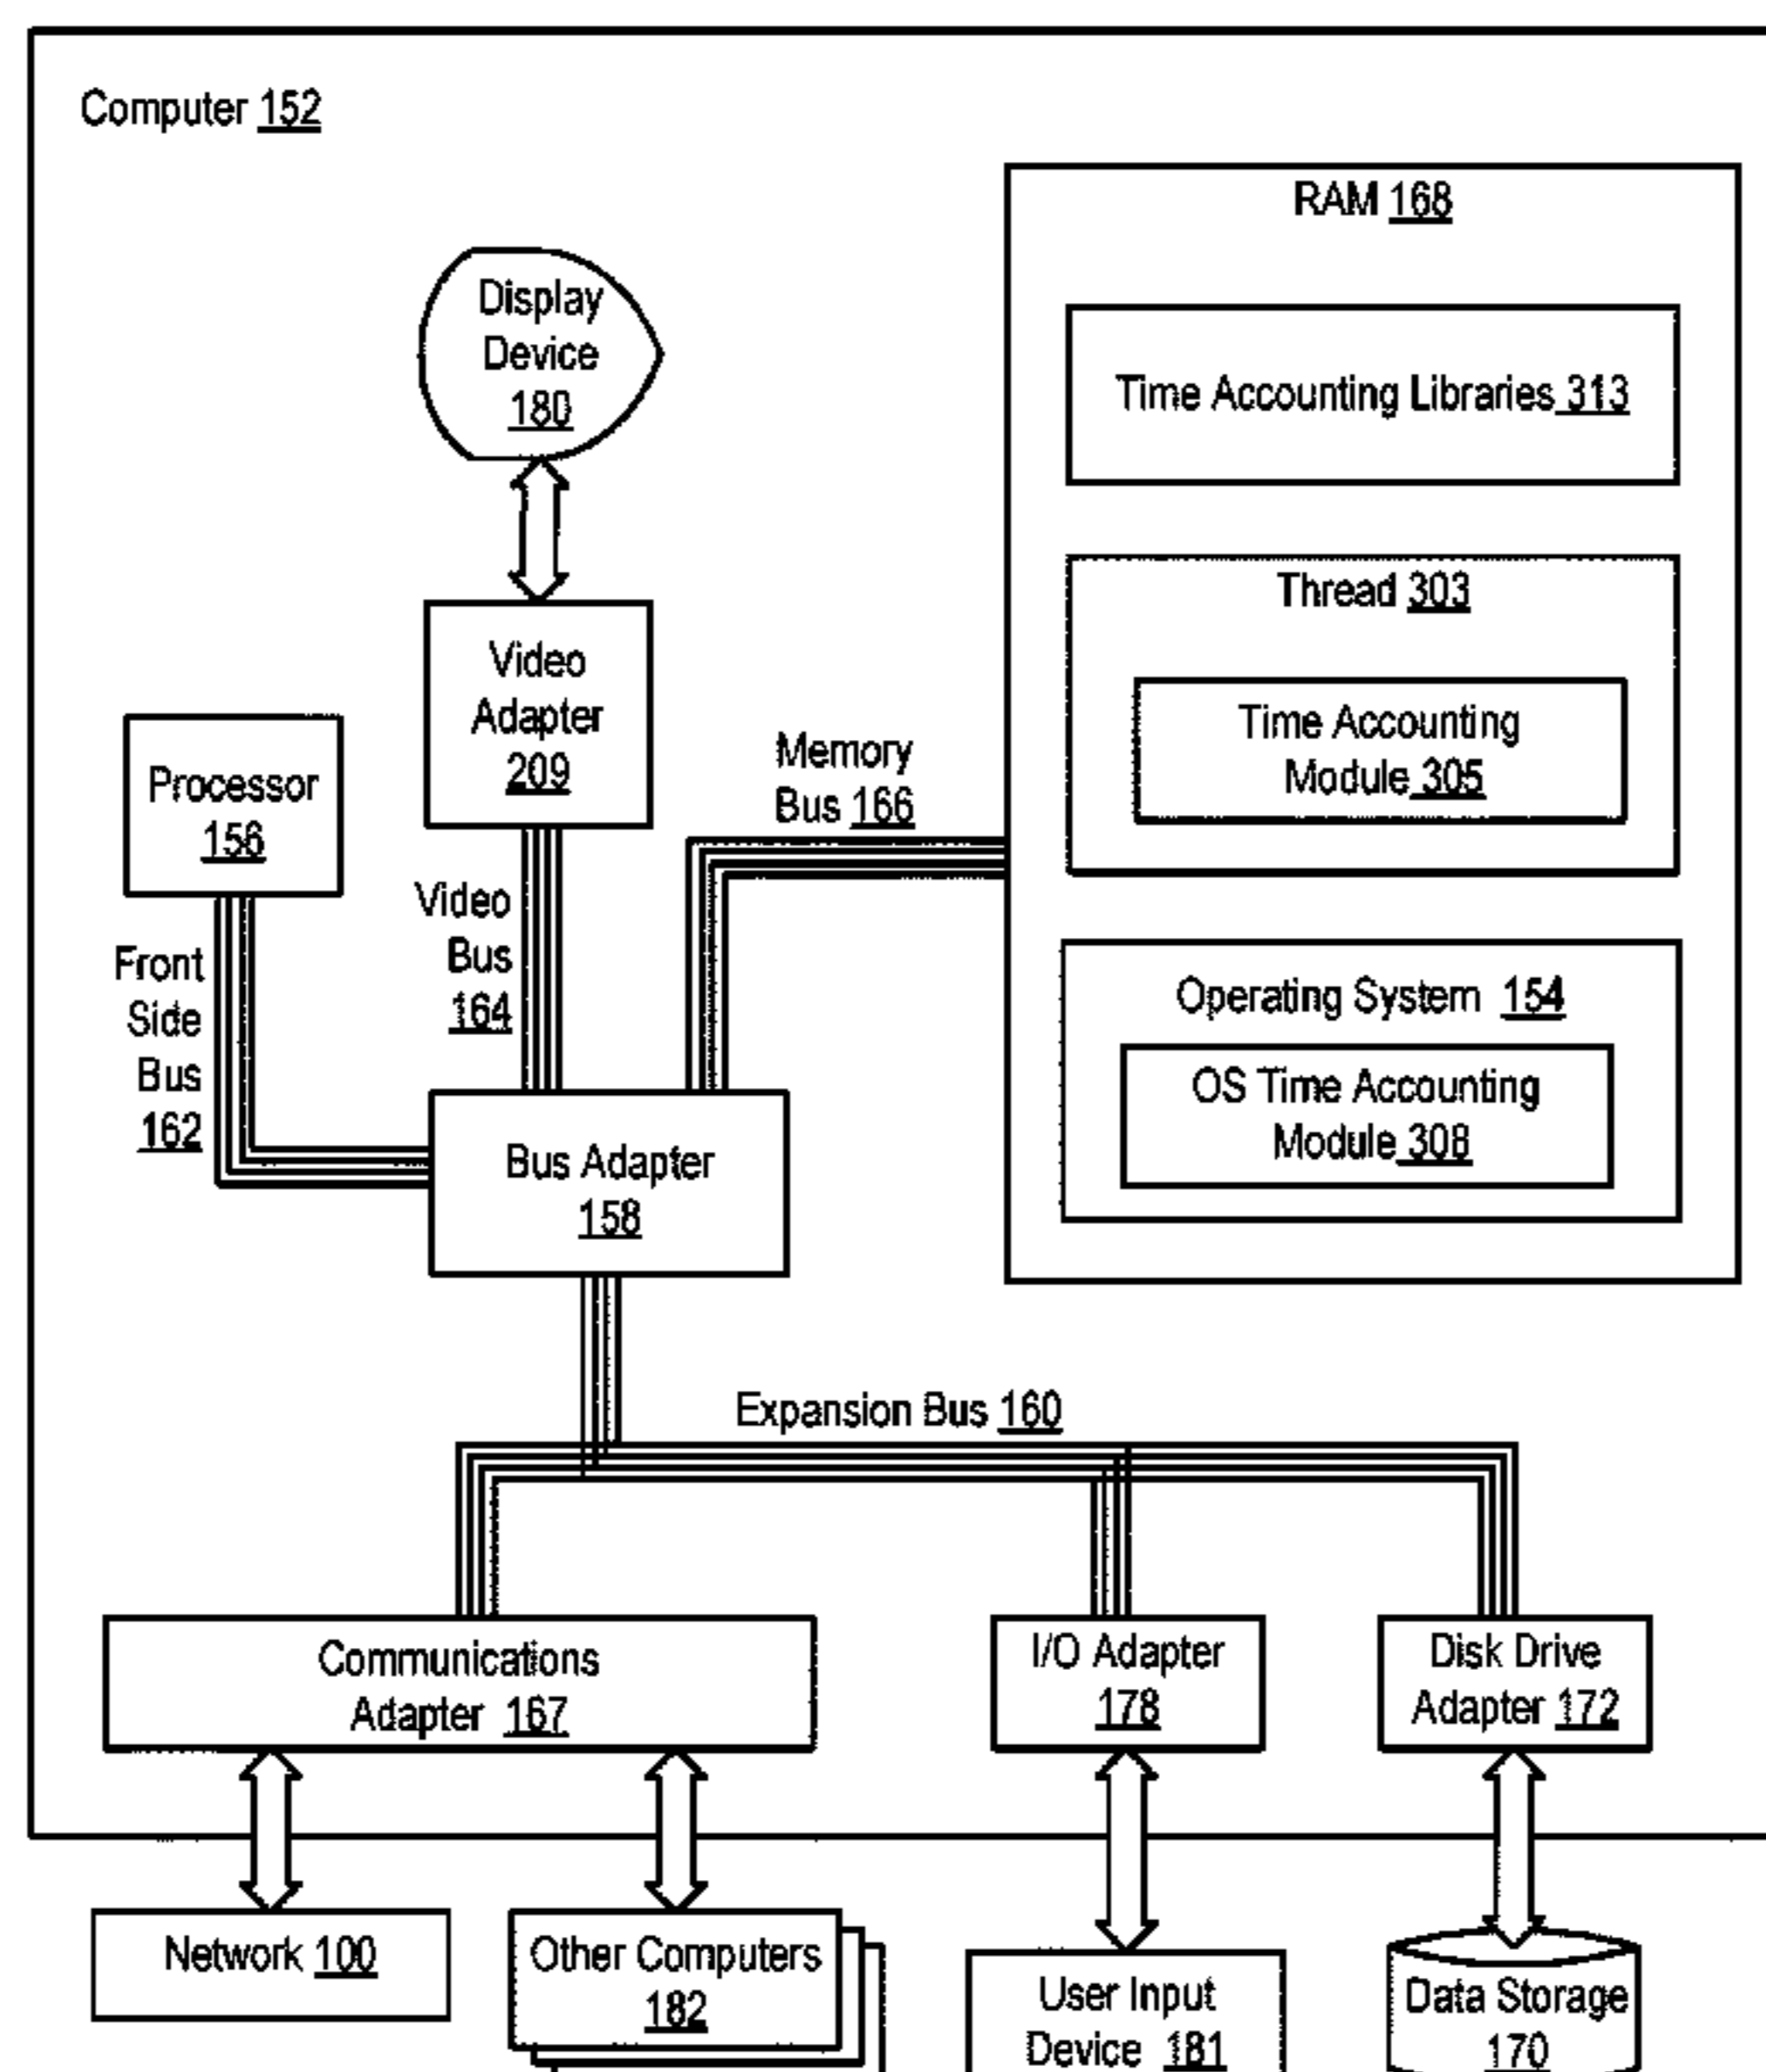 Computer 152
RAM 168
Display
Device
180
Time Accounting Libraries 313
Thread 303
Time Accounting
Module 305
Video
Adapter
209
Processor
156
Memory
Bus 166
Video
Bus
164
Front
Side
Bus
162
Operating System 154
OS Time Accounting
Module 308
Bus Adapter
158
Expansion Bus 160
Communications
Adapter 167
I/O Adapter
178
Disk Drive
Adapter 172
Network 100
Other Computers
182
User Input
Device 181
Data Storage
170